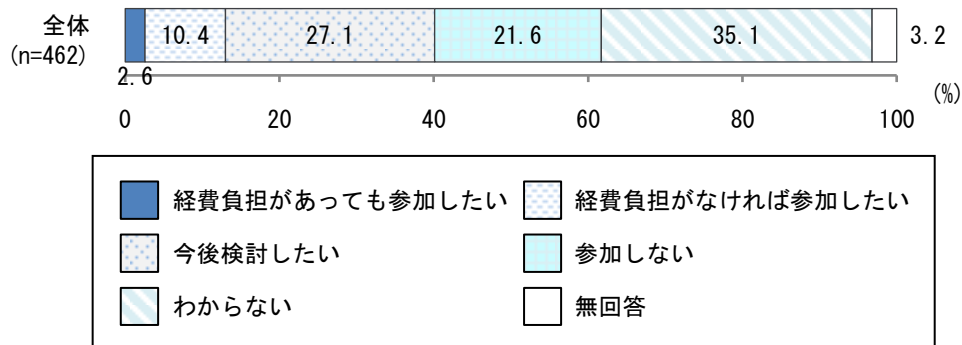 全体
(n=462)
10.4 27.1 21.6 35.1 3.2
2.6
(%)
0 20 40 60 80 100
経費負担があっても参加したい 経費負担がなければ参加したい
今後検討したい 参加しない
わからない 無回答